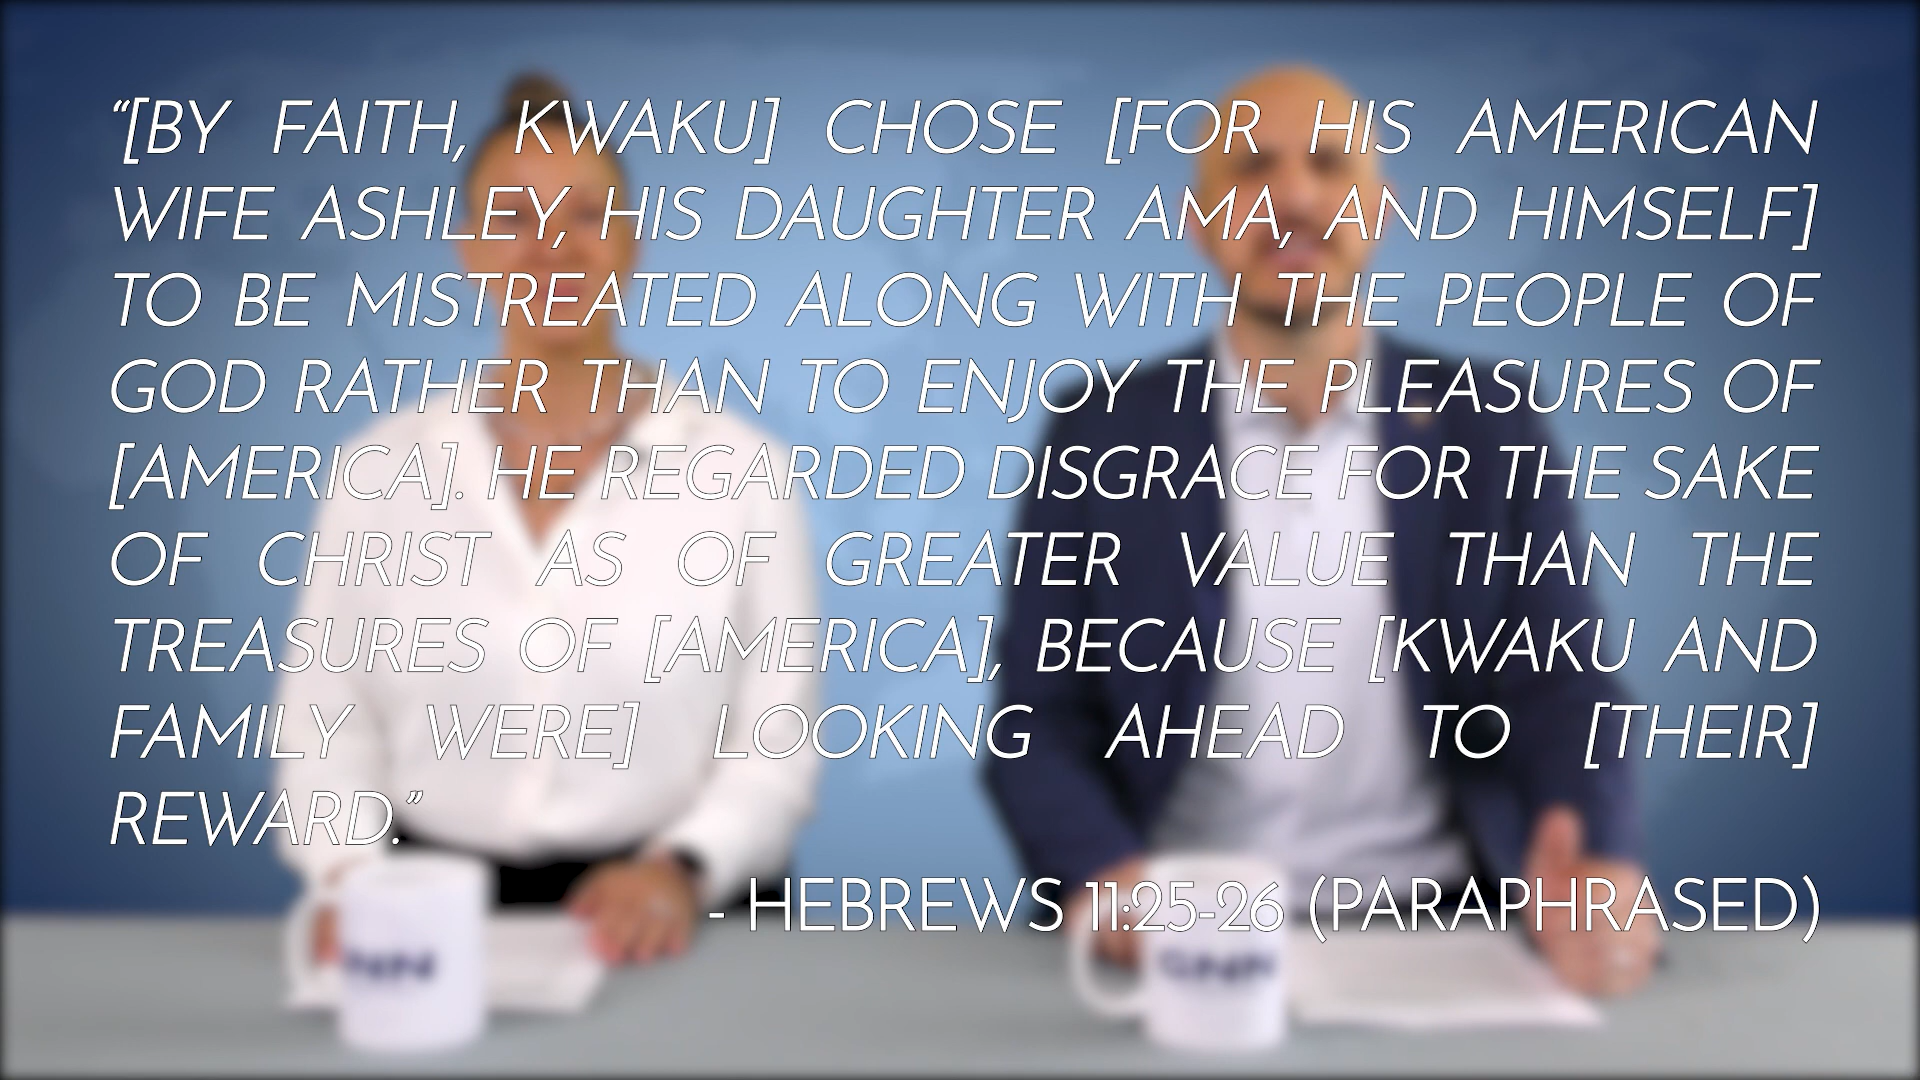 “[BY FAITH, KWAKU] CHOSE [FOR HIS AMERICAN
WIFE ASHLEY, HIS DAUGHTER AMA, AND HIMSELF]
TO BE MISTREATED ALONG WITH THE PEOPLE OF
GOD RATHER THAN TO ENJOY THE PLEASURES OF
[AMERICA]. HE REGARDED DISGRACE FOR THE SAKE
OF CHRIST AS OF GREATER VALUE THAN THE
TREASURES OF [AMERICA], BECAUSE [KWAKU AND
FAMILY WERE] LOOKING AHEAD TO [THEIR]
REWARD.”
- HEBREWS 11:25-26 (PARAPHRASED)